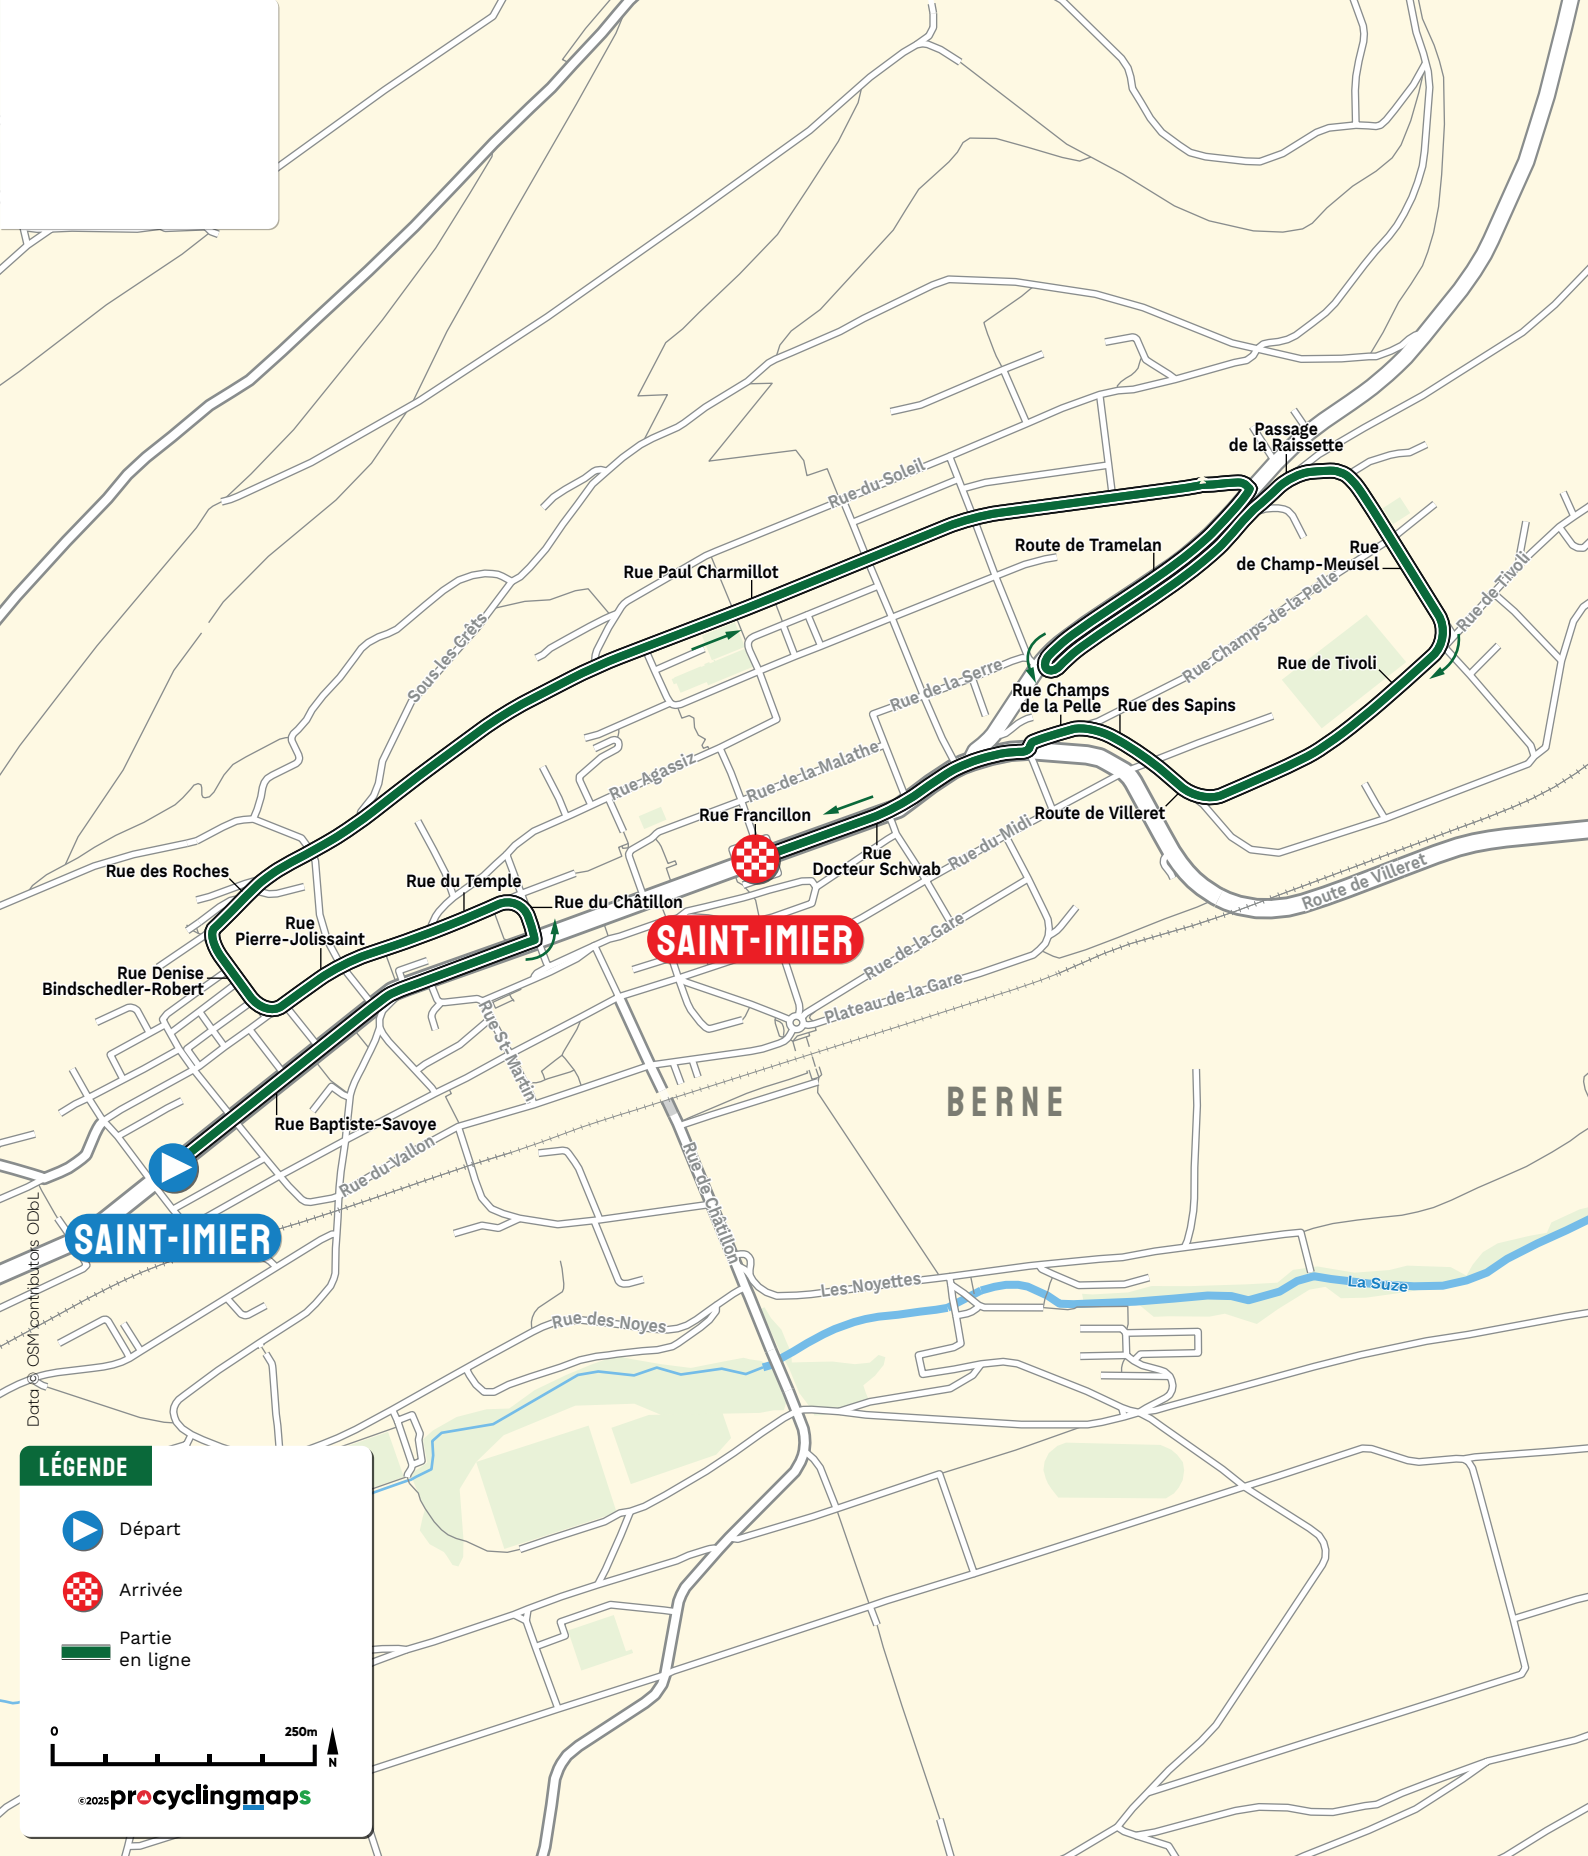 Passage
de la Raissette
Rue du Soleil
Route de Tramelan
Rue
de Champ-Meusel
Rue Paul Charmillot
Rue de Tivoli
Rue Champs-de-la-Pelle
Sous-les-Crêts
Rue de Tivoli
Rue de la Serre
Rue Champs
de la Pelle
Rue des Sapins
Rue Agassiz
Rue de la Malathe
Rue Francillon
Route de Villeret
Rue du Midi
Rue
Docteur Schwab
Rue des Roches
Rue du Temple
Rue du Châtillon
Route de Villeret
Rue
Pierre-Jolissaint
SAINT-IMIER
Rue de la Gare
Rue Denise
Bindschedler-Robert
Plateau de la Gare
Rue St-Martin
BERNE
Rue Baptiste-Savoye
Rue du Vallon
Rue de Châtillon
SAINT-IMIER
Les Noyettes
La Suze
Rue des Noyes
Data © OSM contributors ODbL
LÉGENDE
Départ
Arrivée
Partie
en ligne
0 250m
N
©2025 procyclingmaps